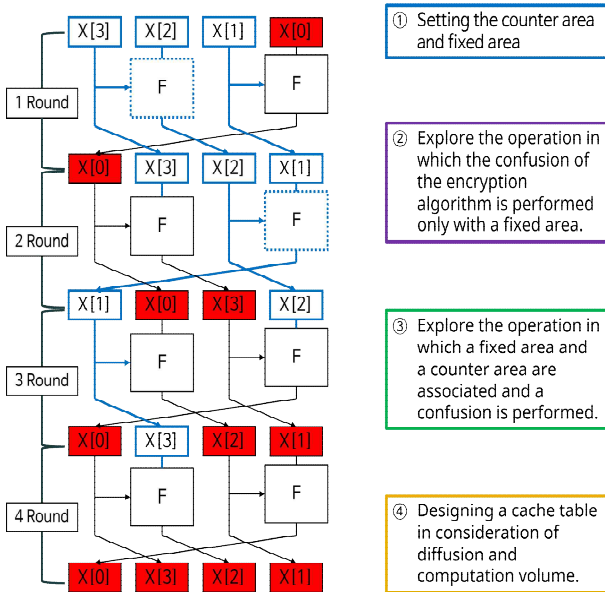 X[3] X[2] X[1] X[0]
F F
1 Round
X[0] X[3] X[2] X[1]
F F
2 Round
X[1] X[0] X[3] X[2]
F F
3 Round
X[0] X[3] X[2] X[1]
F F
4 Round
X[0] X[3] X[2] X[1]
① Setting the counter area
and fixed area
② Explore the operation in
which the confusion of
the encryption
algorithm is performed
only with a fixed area.
③ Explore the operation in
which a fixed area and
a counter area are
associated and a
confusion is performed.
④ Designing a cache table
in consideration of
diffusion and
computation volume.